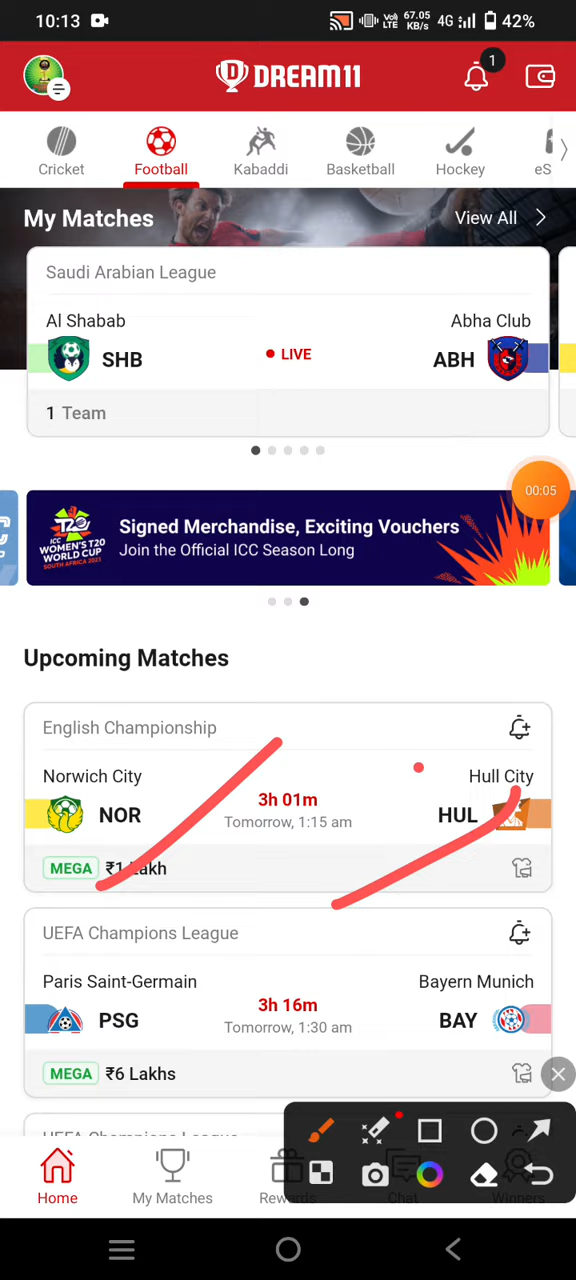 10:13
Vo) LTE 67.05 KB/s 4G 42%
DREAM11
1
Cricket Football Kabaddi Basketball Hockey eS
My Matches View All
Saudi Arabian League
Al Shabab Abha Club
SHB LIVE ABH
1 Team
00:05
T20
ICC WOMEN'S T20 WORLD CUP
Signed Merchandise, Exciting Vouchers
Join the Official ICC Season Long
Upcoming Matches
English Championship
Norwich City Hull City
NOR 3h 01m HUL
Tomorrow, 1:15 am
MEGA ₹1 Lakh
UEFA Champions League
Paris Saint-Germain Bayern Munich
PSG 3h 16m BAY
Tomorrow, 1:30 am
MEGA ₹6 Lakhs
UEFA Champions League
Home My Matches Rewards Chat Winners